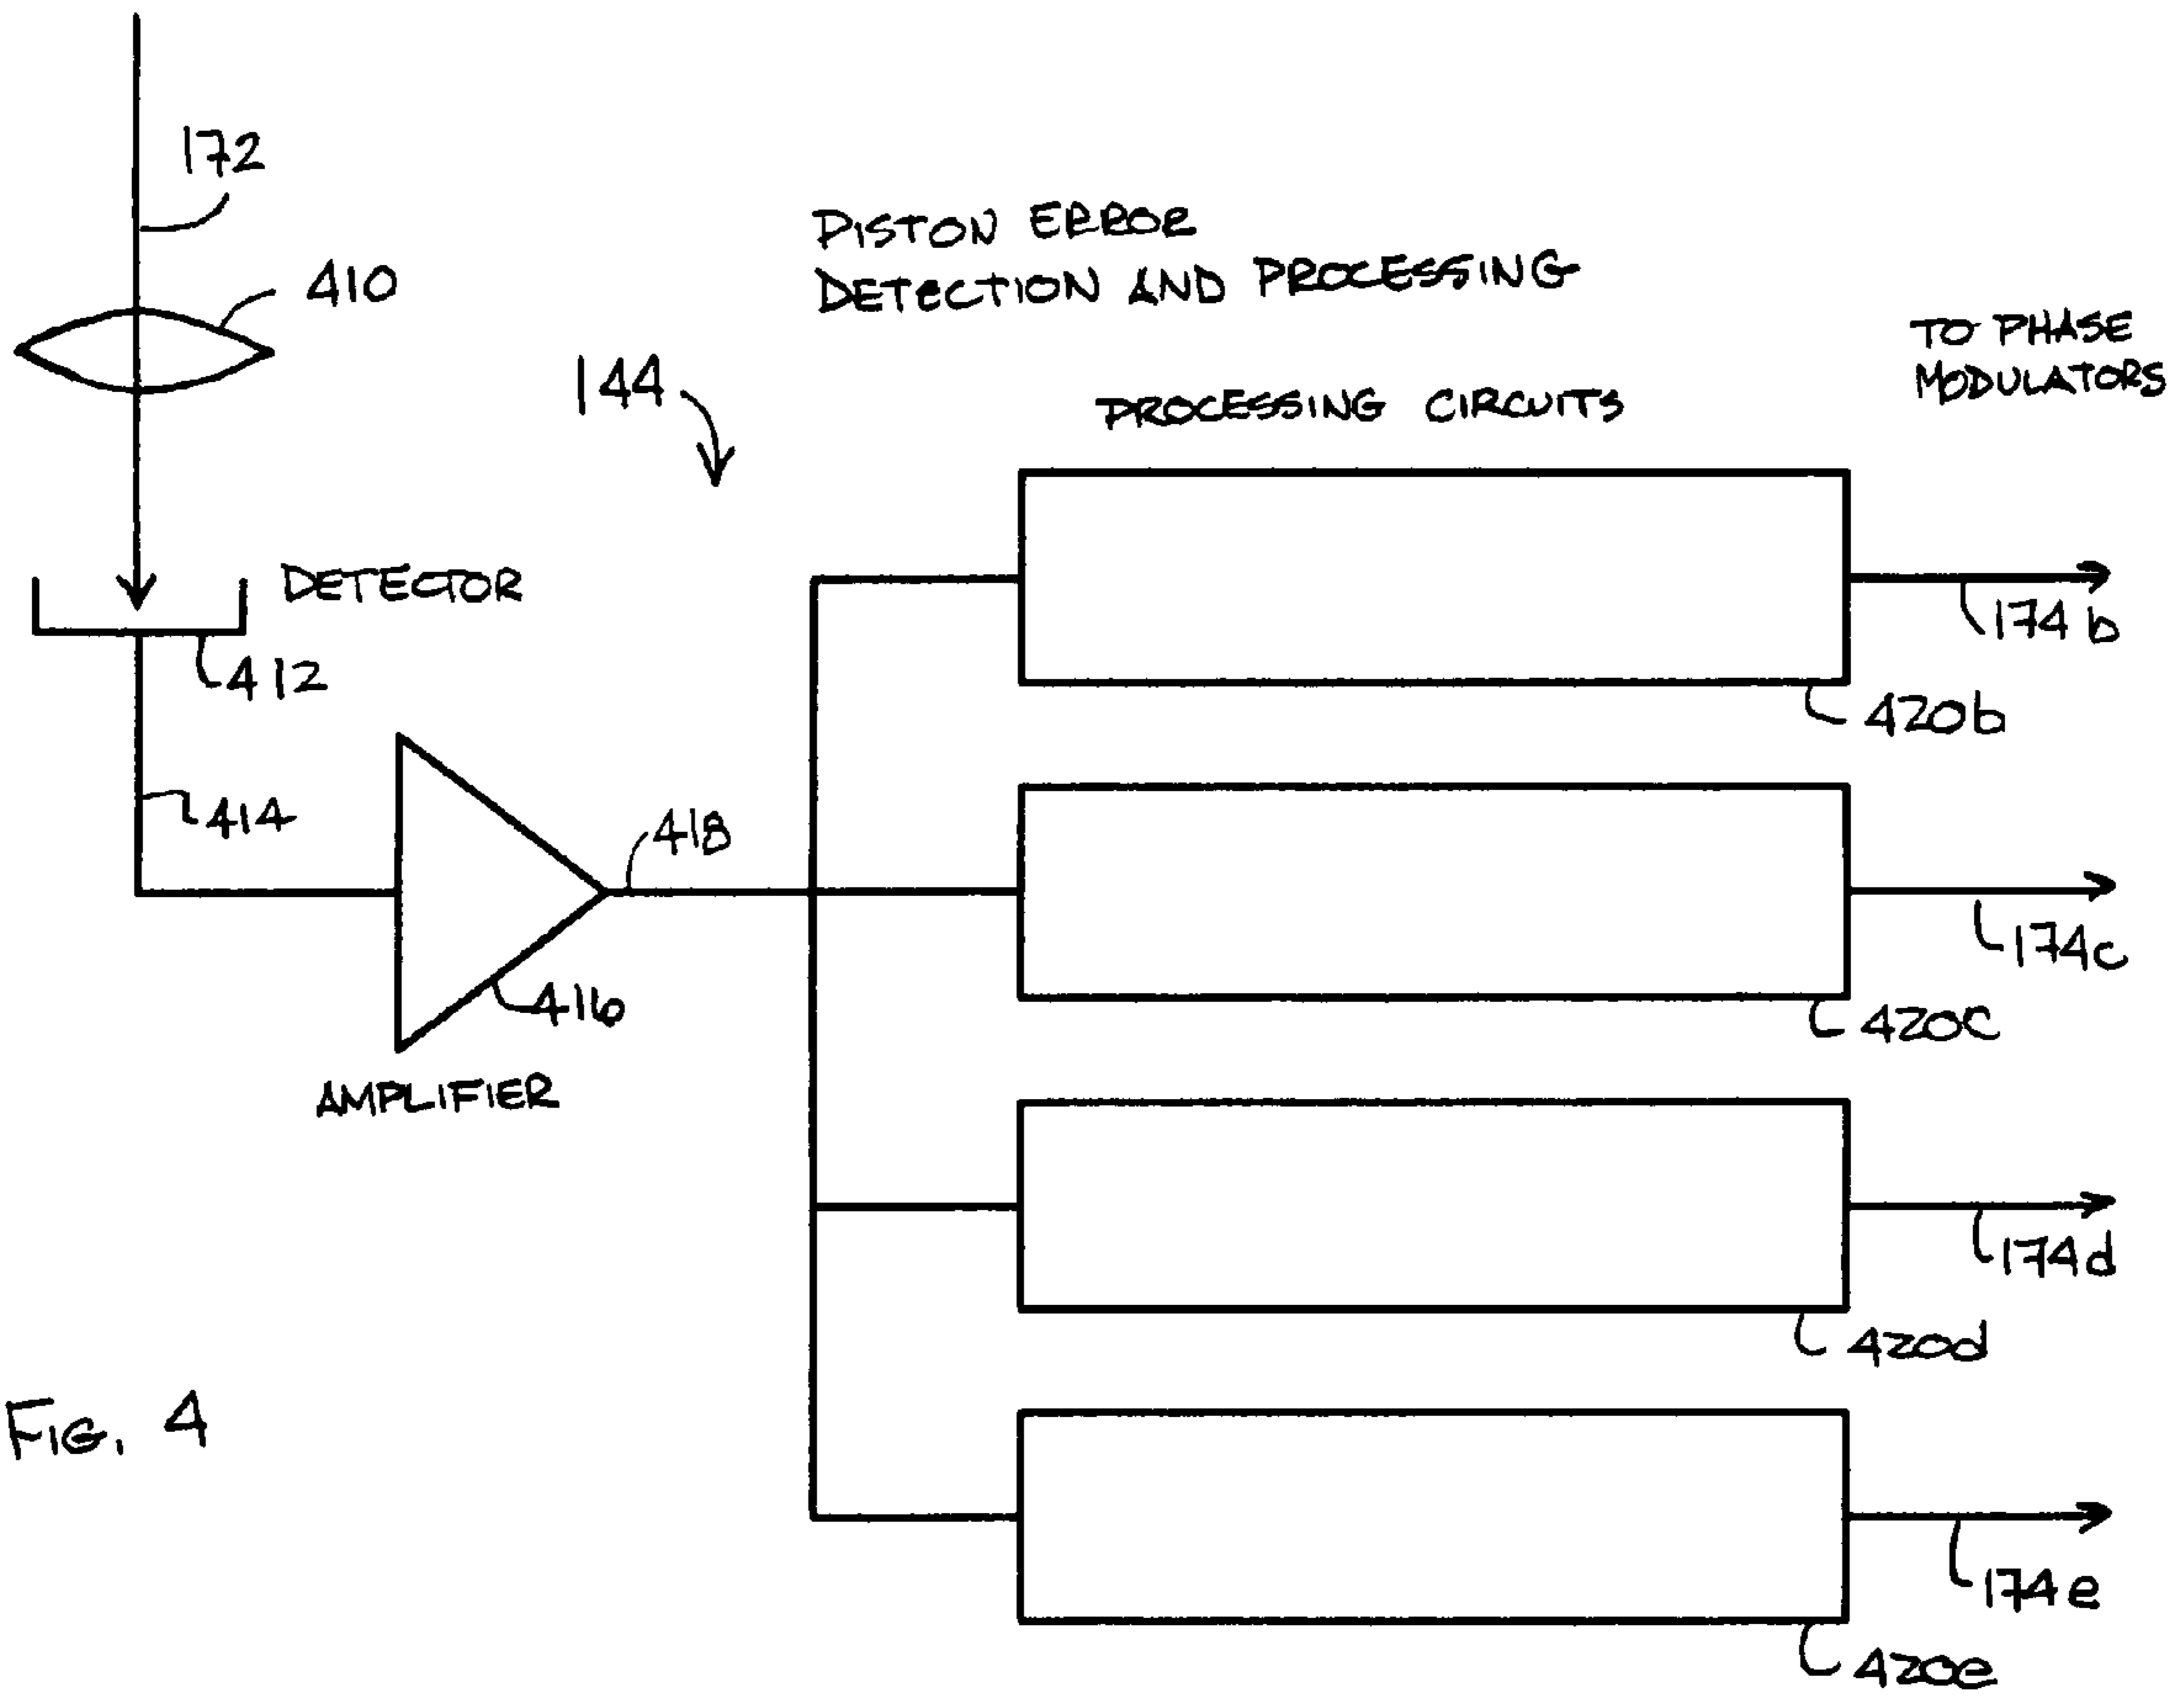 172
410
PISTON ERROR
DETECTION AND PROCESSING
144
PROCESSING CIRCUITS
TO PHASE
MODULATORS
DETECTOR
412
174b
420b
414
418
416
174c
420c
AMPLIFIER
174d
420d
FIG. 4
174e
420e